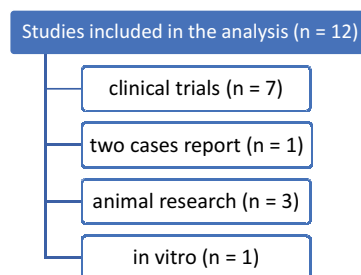 Studies included in the analysis (n = 12)
clinical trials (n = 7)
two cases report (n = 1)
animal research (n = 3)
in vitro (n = 1)